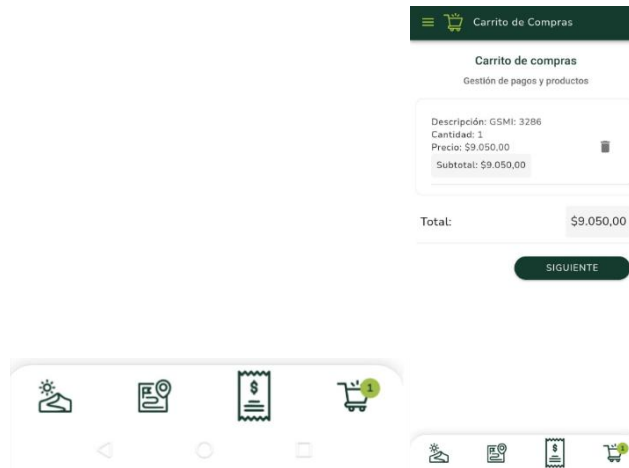 Carrito de Compras
Carrito de compras
Gestión de pagos y productos
Descripción: GSMI: 3286
Cantidad: 1
Precio: $9.050,00
Subtotal: $9.050,00
Total: $9.050,00
SIGUIENTE
$ 1
$ 1